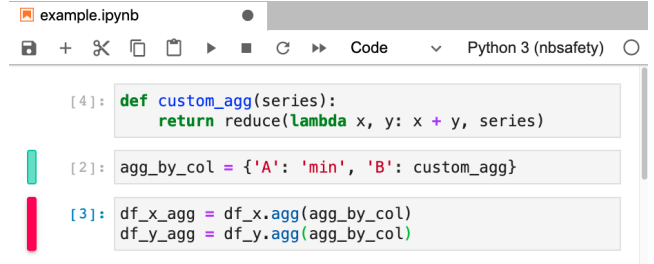 example.ipynb
Code
Python 3 (nbsafety)
[4]: def custom_agg(series):
return reduce(lambda x, y: x + y, series)
[2]: agg_by_col = {'A': 'min', 'B': custom_agg}
[3]: df_x_agg = df_x.agg(agg_by_col)
df_y_agg = df_y.agg(agg_by_col)